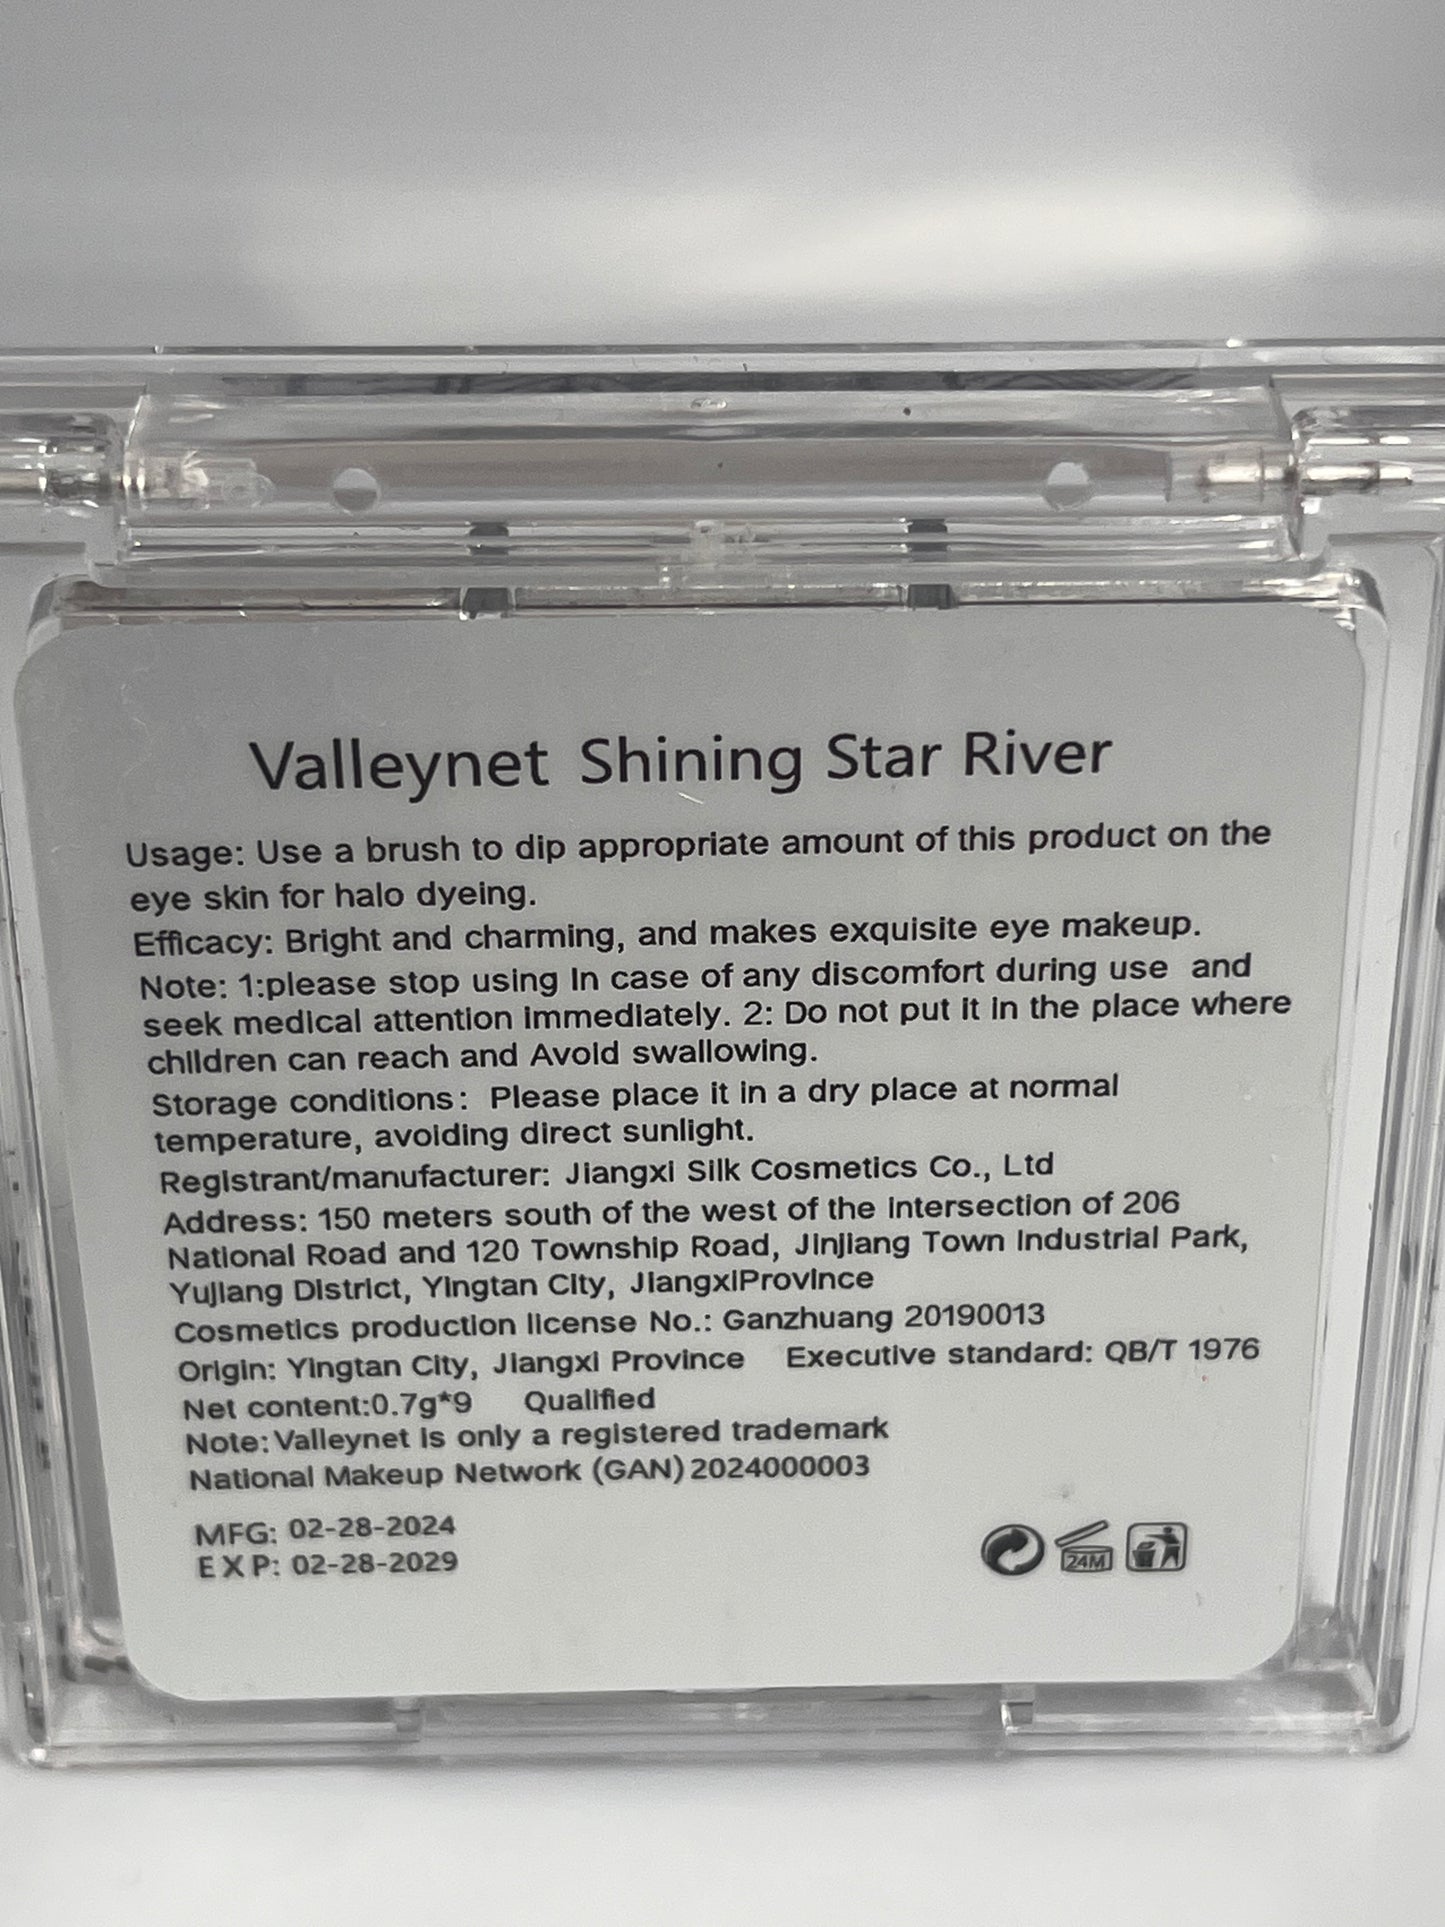 Valleynet Shining Star River
Usage: Use a brush to dip appropriate amount of this product on the
eye skin for halo dyeing.
Efficacy: Bright and charming, and makes exquisite eye makeup.
Note: 1:please stop using In case of any discomfort during use and
seek medical attention immediately. 2: Do not put it in the place where
children can reach and Avoid swallowing.
Storage conditions: Please place it in a dry place at normal
temperature, avoiding direct sunlight.
Registrant/manufacturer: Jiangxi Silk Cosmetics Co., Ltd
Address: 150 meters south of the west of the intersection of 206
National Road and 120 Township Road, Jinjiang Town Industrial Park,
Yujiang District, Yingtan City, JiangxiProvince
Cosmetics production license No.: Ganzhuang 20190013
Origin: Yingtan City, Jiangxi Province Executive standard: QB/T 1976
Net content:0.7g*9 Qualified
Note: Valleynet is only a registered trademark
National Makeup Network (GAN) 2024000003
MFG: 02-28-2024
EXP: 02-28-2029
24M